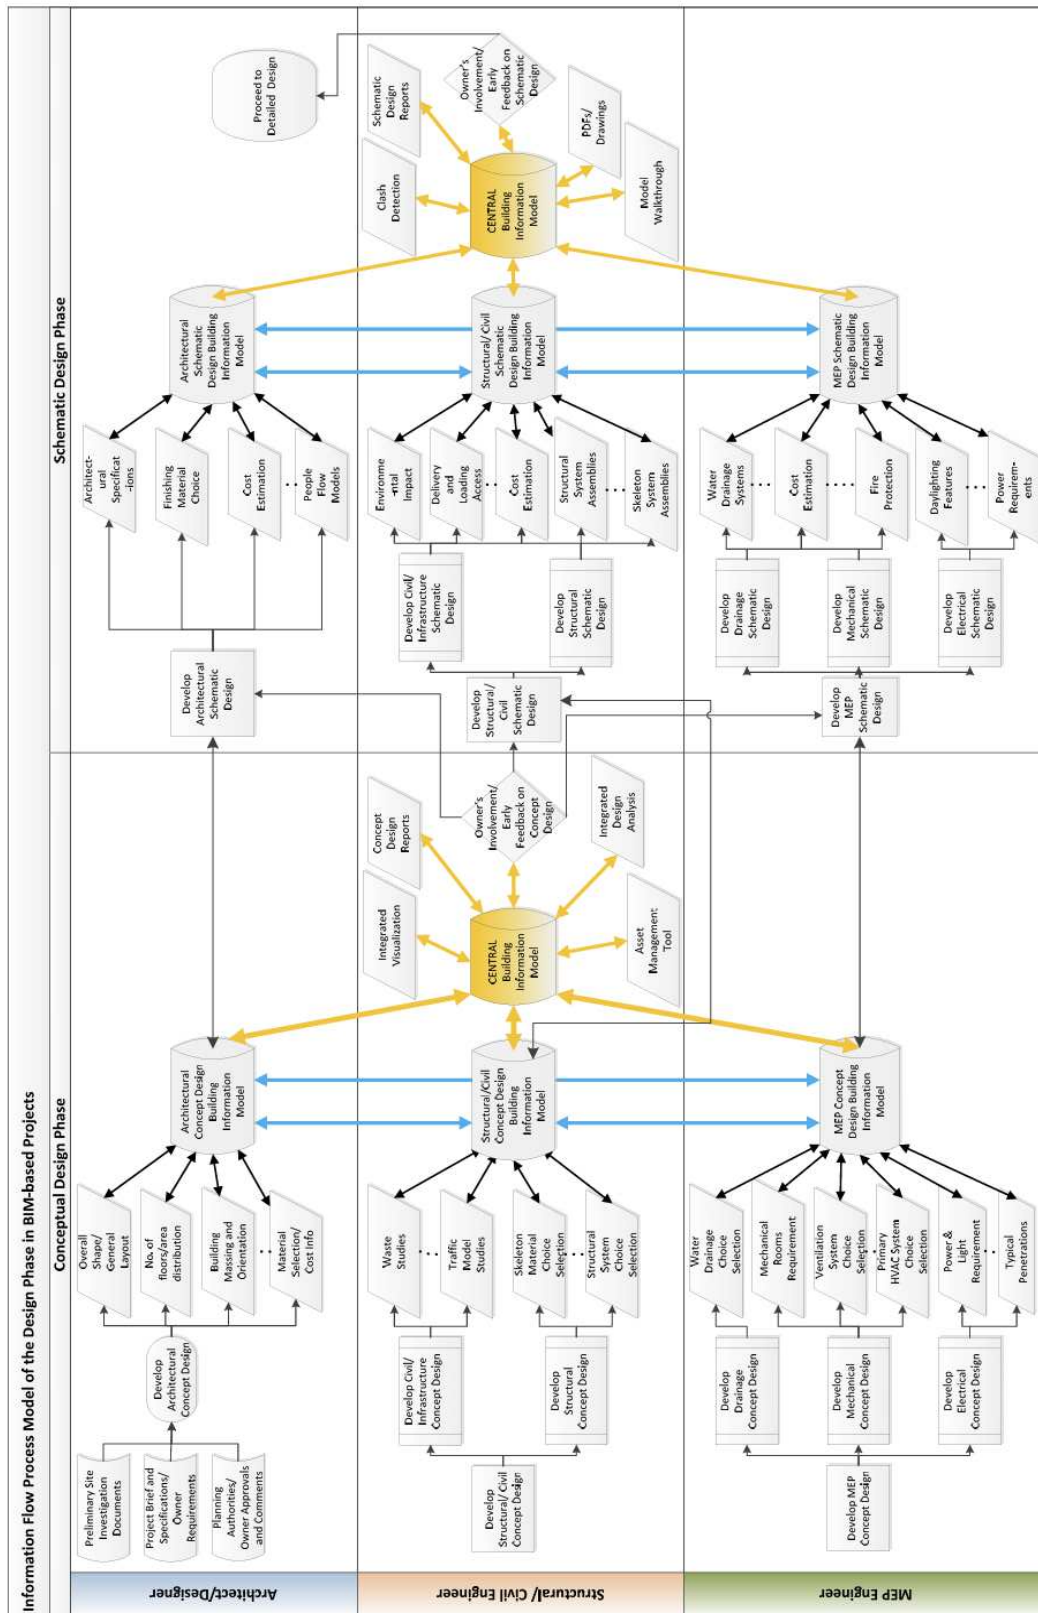 Information Flow Process Model of the Design Phase in BIM-based Projects
Conceptual Design Phase
Schematic Design Phase
Architect/Designer
Preliminary Site
Investigation
Documents
Project Brief and
Specifications/
Owner
Requirements
Planning
Authorities/
Owner Approvals
and Comments
Develop
Architectural
Concept Design
Overall
Shape/
General
Layout
No. of
floors/area
distribution
Building
Massing and
Orientation
Material
Selection/
Cost Info
Architectural
Concept Design
Building
Information
Model
Integrated
Visualization
Concept
Design
Reports
Develop
Architectural
Schematic
Design
Architect-
ural
Specificat
-ions
Finishing
Material
Choice
Cost
Estimation
People
Flow
Models
Architectural
Schematic
Design Building
Information
Model
Clash
Detection
Schematic
Design
Reports
Proceed to
Detailed Design
Structural/ Civil Engineer
Develop
Structural/ Civil
Concept Design
Develop Civil/
Infrastructure
Concept Design
Develop
Structural
Concept Design
Waste
Studies
Traffic
Model
Studies
Skeleton
Material
Choice
Selection
Structural
System
Choice
Selection
Structural/Civil
Concept Design
Building
Information
Model
CENTRAL
Building
Information
Model
Owner's
Involvement/
Early
Feedback on
Concept
Design
Asset
Management
Tool
Integrated
Design
Analysis
Develop
Structural/
Civil
Schematic
Design
Develop Civil/
Infrastructure
Schematic
Design
Develop
Structural
Schematic
Design
Environme
-ntal
Impact
Delivery
and
Loading
Access
Cost
Estimation
Structural
System
Assemblies
Skeleton
System
Assemblies
Structural/ Civil
Schematic
Design Building
Information
Model
CENTRAL
Building
Information
Model
Owner's
Involvement/
Early
Feedback on
Schematic
Design
PDFs/
Drawings
Model
Walkthrough
MEP Engineer
Develop MEP
Concept Design
Develop
Drainage
Concept Design
Develop
Mechanical
Concept Design
Develop
Electrical
Concept Design
Water
Drainage
Choice
Selection
Mechanical
Rooms
Requirement
Ventilation
System
Choice
Selection
Primary
HVAC System
Choice
Selection
Power &
Light
Requirement
Typical
Penetrations
MEP Concept
Design Building
Information
Model
Develop
MEP
Schematic
Design
Develop
Drainage
Schematic
Design
Develop
Mechanical
Schematic
Design
Develop
Electrical
Schematic
Design
Water
Drainage
Systems
Cost
Estimation
Fire
Protection
Daylighting
Features
Power
Requirem-
ents
MEP Schematic
Design Building
Information
Model